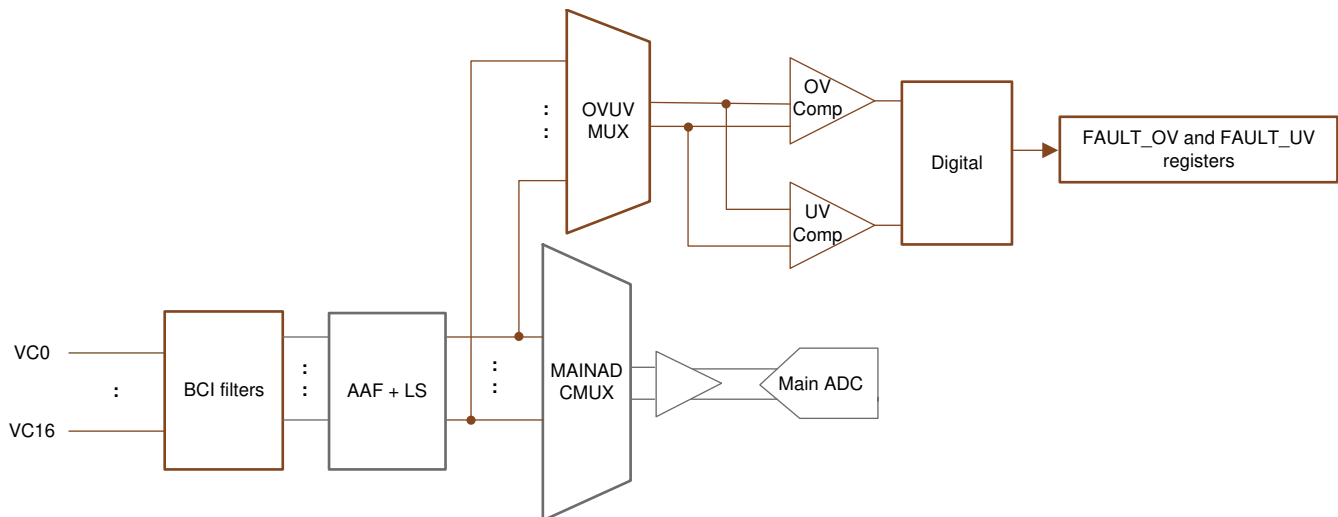 OVUV
MUX
OV
Comp
UV
Comp
Digital
FAULT_OV and FAULT_UV
registers
VC0
:
VC16
BCI filters
:
:
AAF + LS
:
:
:
:
MAINAD
CMUX
Main ADC